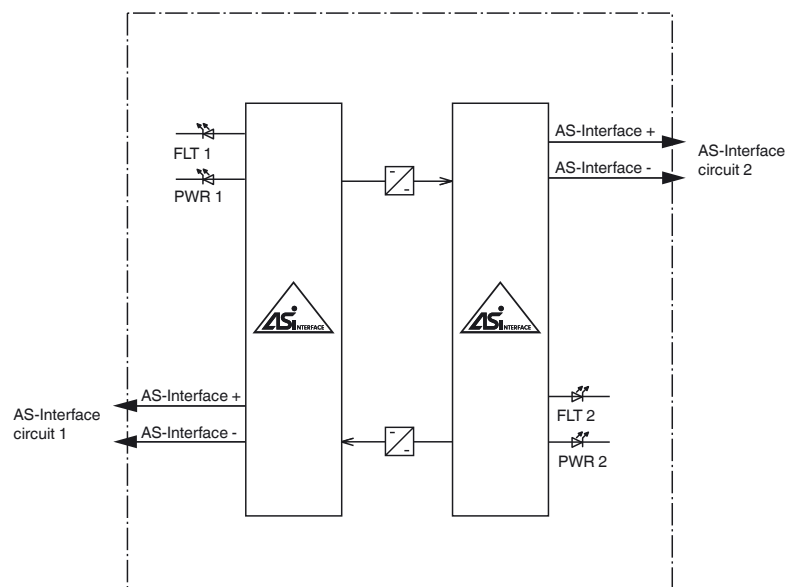 FLT 1
PWR 1
AS-Interface +
AS-Interface -
AS-Interface
circuit 2
ASi INTERFACE
ASi INTERFACE
AS-Interface +
AS-Interface -
AS-Interface
circuit 1
FLT 2
PWR 2